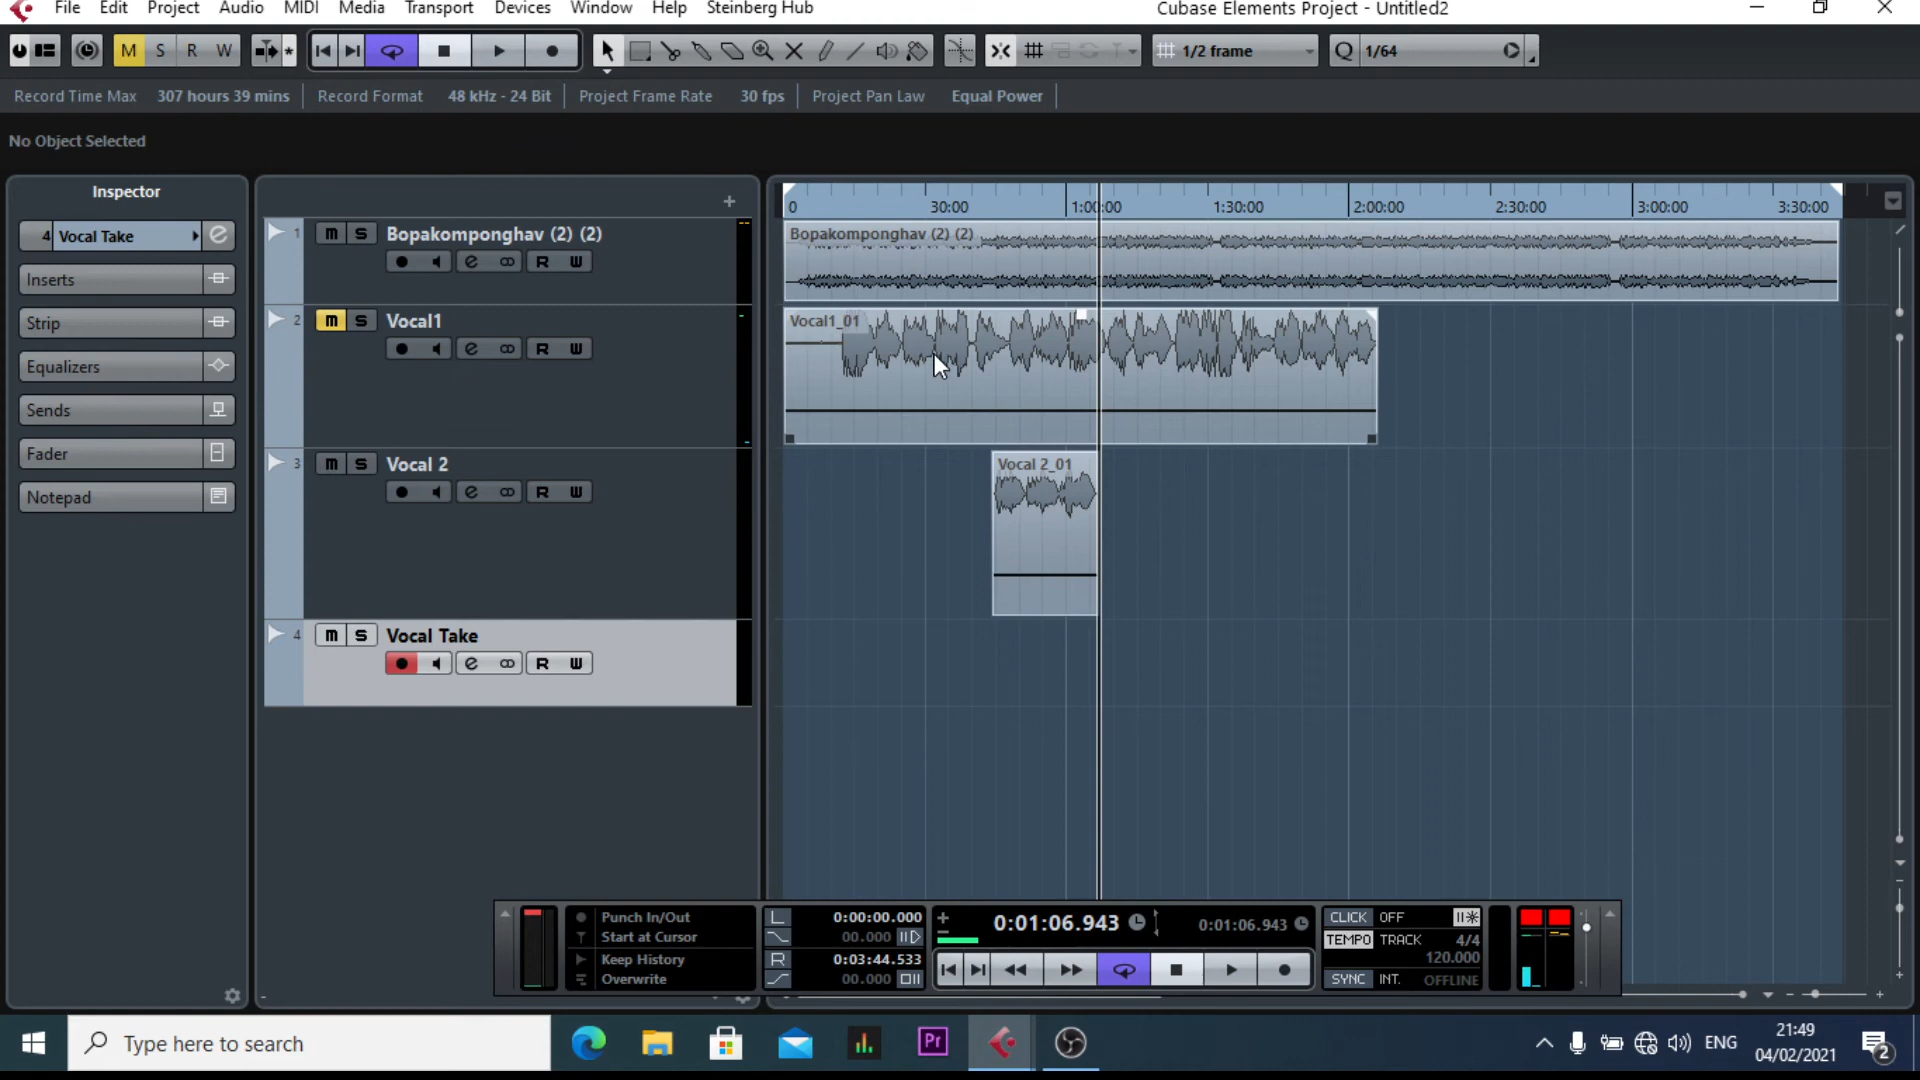 File Edit Project Audio MIDI Media Transport Devices Window Help Steinberg Hub Cubase Elements Project - Untitled2
M S R W 1/2 frame Q 1/64
Record Time Max 307 hours 39 mins Record Format 48 kHz - 24 Bit Project Frame Rate 30 fps Project Pan Law Equal Power
No Object Selected
Inspector
4 Vocal Take
Inserts
Strip
Equalizers
Sends
Fader
Notepad
1 m S Bopakomponghav (2) (2)
R W
2 m S Vocal1
R W
3 m S Vocal 2
R W
4 m S Vocal Take
R W
0 30:00 1:00:00 1:30:00 2:00:00 2:30:00 3:00:00 3:30:00
Bopakomponghav (2) (2)
Vocal1_01
Vocal 2_01
Punch In/Out
Start at Cursor
Keep History
Overwrite
L 0:00:00.000
00.000
R 0:03:44.533
00.000
0:01:06.943 0:01:06.943
CLICK OFF
TEMPO TRACK 4/4
120.000
SYNC INT. OFFLINE
Type here to search
Pr
ENG
21:49
04/02/2021
2